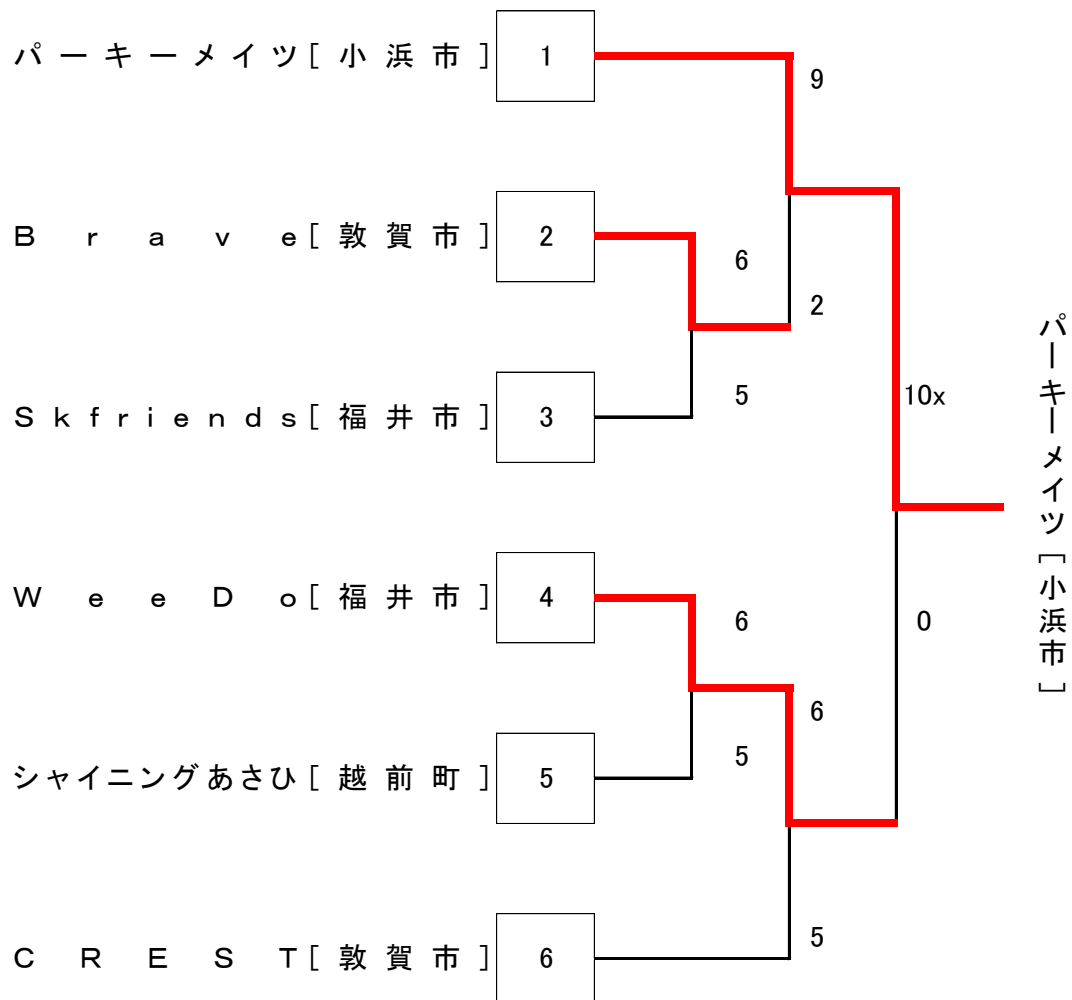 パーキーメイツ[小浜市] 1
9
Brave[敦賀市] 2
6
2
Skfriends[福井市] 3
5
10x
パーキーメイツ[小浜市]
WeeDo[福井市] 4
6
0
6
シャイニングあさひ[越前町] 5
5
CREST[敦賀市] 6
5